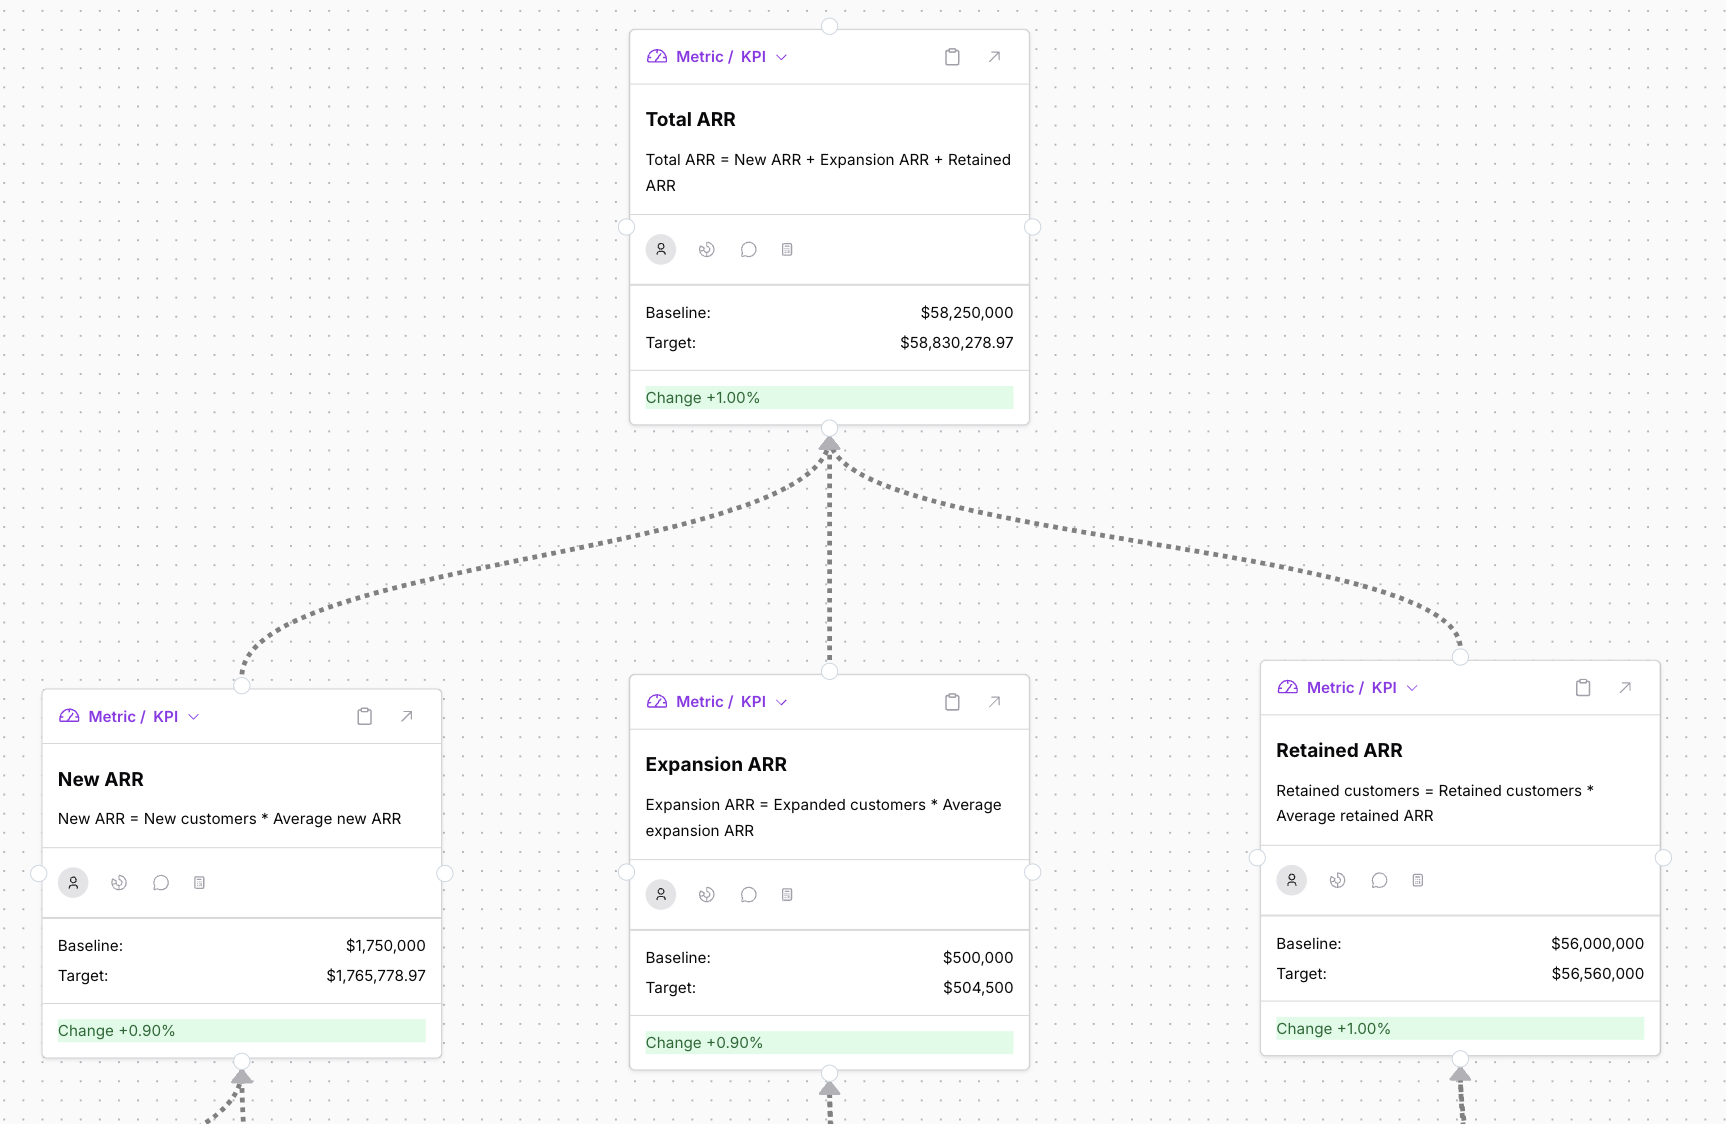 Metric / KPI
Total ARR
Total ARR = New ARR + Expansion ARR + Retained
ARR
Baseline: $58,250,000
Target: $58,830,278.97
Change +1.00%
Metric / KPI
New ARR
New ARR = New customers * Average new ARR
Baseline: $1,750,000
Target: $1,765,778.97
Change +0.90%
Metric / KPI
Expansion ARR
Expansion ARR = Expanded customers * Average
expansion ARR
Baseline: $500,000
Target: $504,500
Change +0.90%
Metric / KPI
Retained ARR
Retained customers = Retained customers *
Average retained ARR
Baseline: $56,000,000
Target: $56,560,000
Change +1.00%